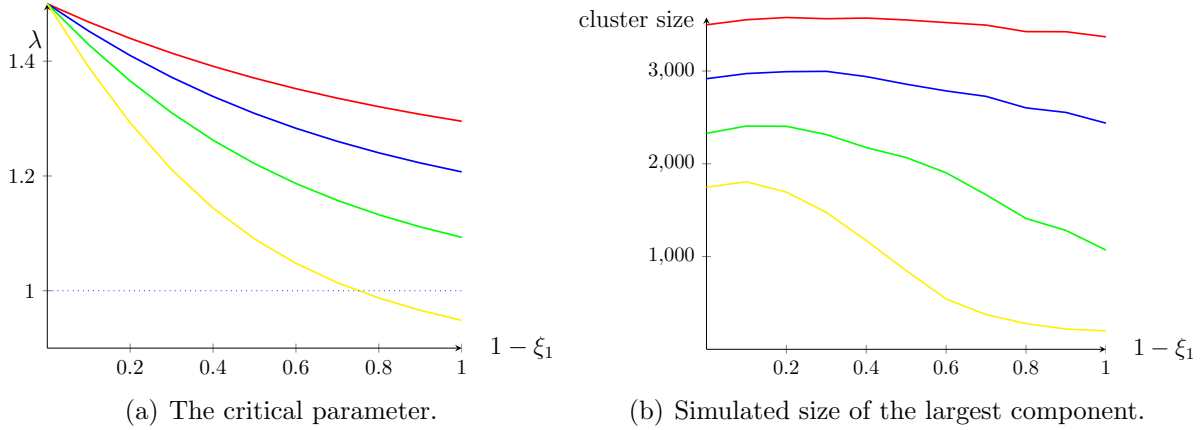 λ
1.4
1.2
1
0.2 0.4 0.6 0.8 1
1 − ξ₁
(a) The critical parameter.
cluster size
3,000
2,000
1,000
0.2 0.4 0.6 0.8 1
1 − ξ₁
(b) Simulated size of the largest component.